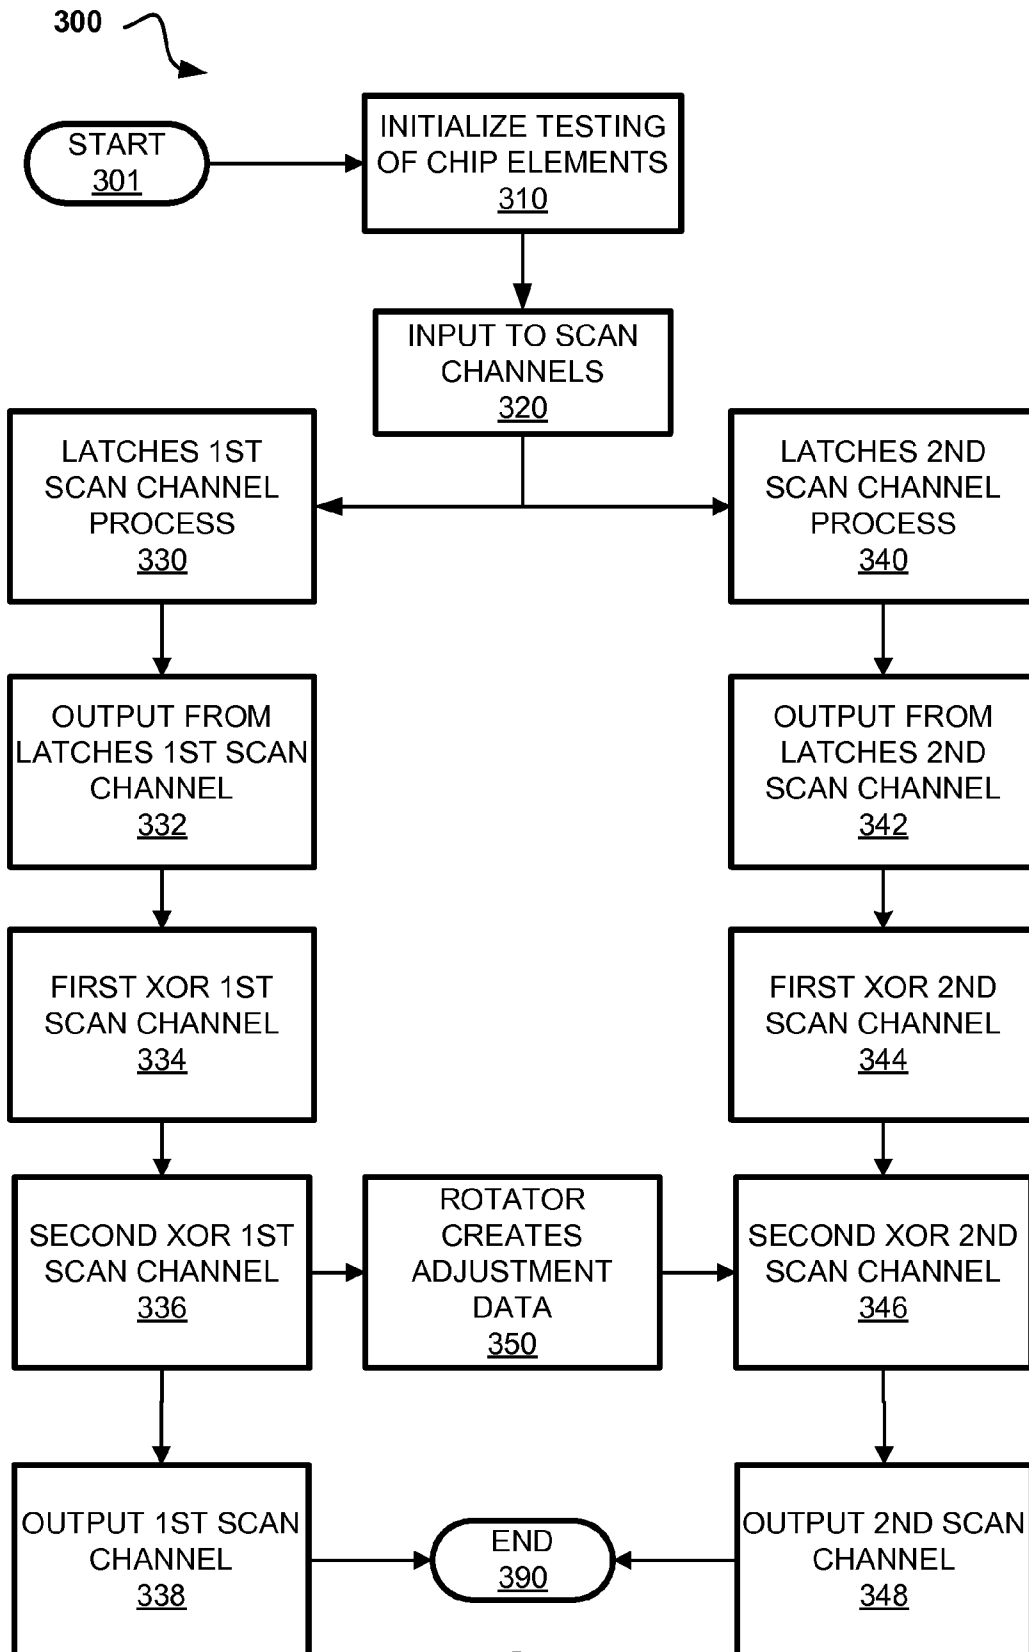 300
START
301
INITIALIZE TESTING
OF CHIP ELEMENTS
310
INPUT TO SCAN
CHANNELS
320
LATCHES 1ST
SCAN CHANNEL
PROCESS
330
LATCHES 2ND
SCAN CHANNEL
PROCESS
340
OUTPUT FROM
LATCHES 1ST SCAN
CHANNEL
332
OUTPUT FROM
LATCHES 2ND
SCAN CHANNEL
342
FIRST XOR 1ST
SCAN CHANNEL
334
FIRST XOR 2ND
SCAN CHANNEL
344
SECOND XOR 1ST
SCAN CHANNEL
336
ROTATOR
CREATES
ADJUSTMENT
DATA
350
SECOND XOR 2ND
SCAN CHANNEL
346
OUTPUT 1ST SCAN
CHANNEL
338
END
390
OUTPUT 2ND SCAN
CHANNEL
348